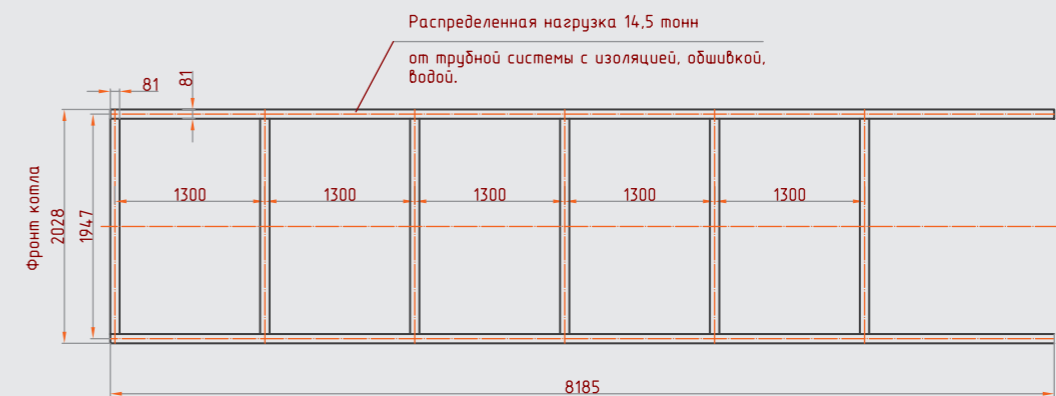 Распределенная нагрузка 14,5 тонн
от трубной системы с изоляцией, обшивкой,
водой.
81
81
1300
1300
1300
1300
1300
Фронт котла
2028
1947
8185